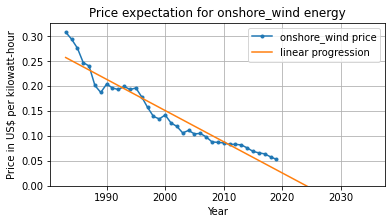 Price expectation for onshore_wind energy
onshore_wind price
linear progression
Price in US$ per kilowatt-hour
0.30
0.25
0.20
0.15
0.10
0.05
0.00
1990
2000
2010
2020
2030
Year